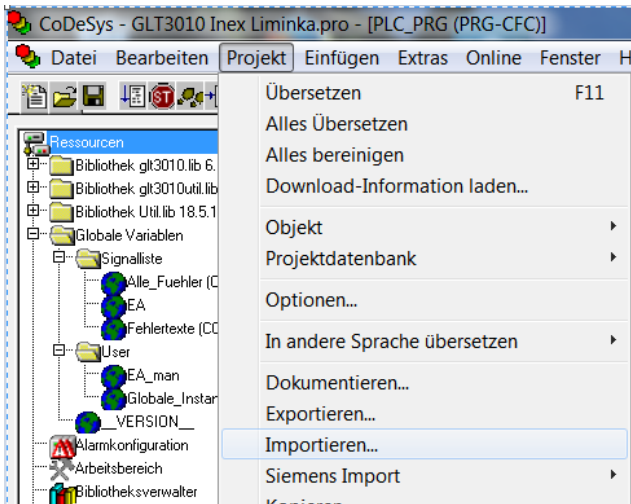 CoDeSys - GLT3010 Inex Liminka.pro - [PLC_PRG (PRG-CFC)]
Datei Bearbeiten Projekt Einfügen Extras Online Fenster H
Übersetzen F11
Alles Übersetzen
Alles bereinigen
Download-Information laden...
Objekt
Projektdatenbank
Optionen...
In andere Sprache übersetzen
Dokumentieren...
Exportieren...
Importieren...
Siemens Import
Kopieren
Ressourcen
Bibliothek glt3010.lib 6.
Bibliothek glt3010util.lib
Bibliothek Util.lib 18.5.1
Globale Variablen
Signalliste
Alle_Fuehler (C
EA
Fehlertexte (CC
User
EA_man
Globale_Instan
__VERSION__
Alarmkonfiguration
Arbeitsbereich
Bibliotheksverwalter